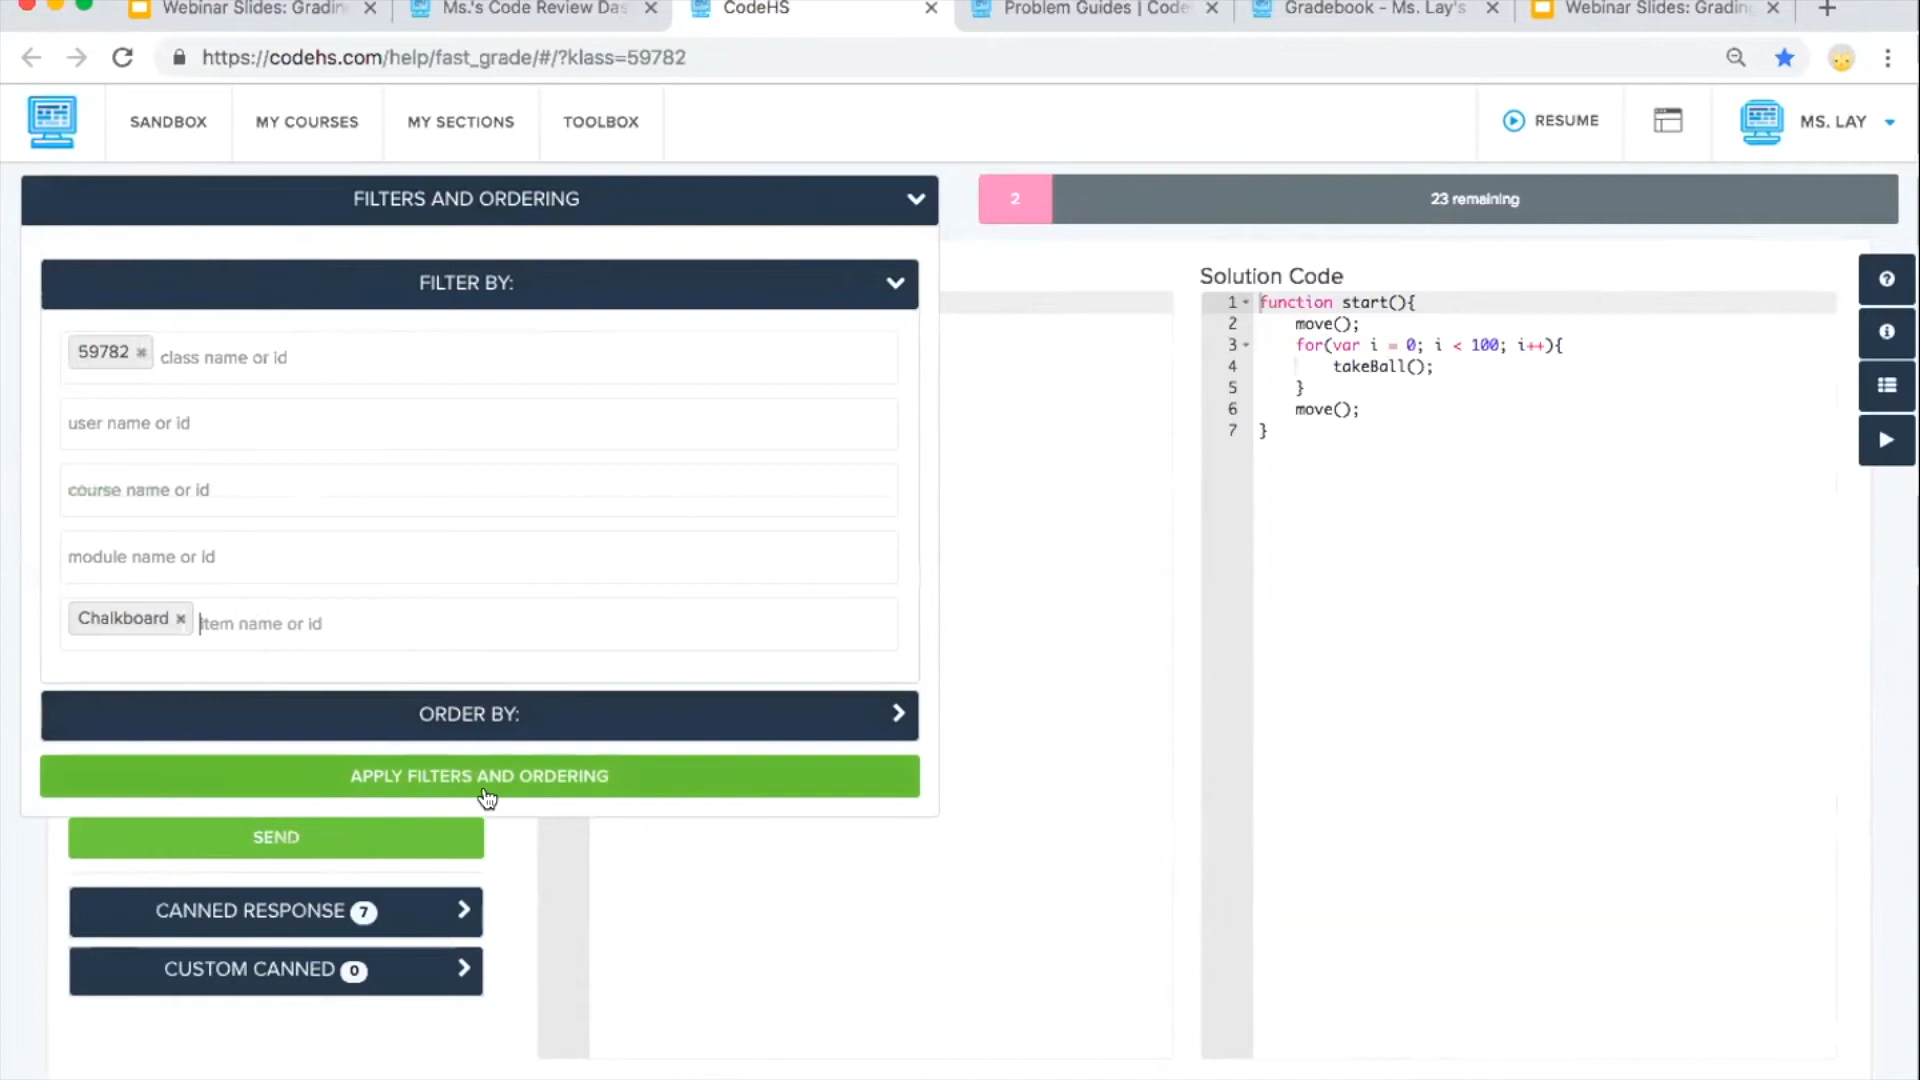 Webinar Slides: Gradin
Ms.'s Code Review Das
CodeHS
Problem Guides | Code
Gradebook - Ms. Lay's
Webinar Slides: Grading
https://codehs.com/help/fast_grade/#/?klass=59782
SANDBOX
MY COURSES
MY SECTIONS
TOOLBOX
RESUME
MS. LAY
FILTERS AND ORDERING
2
23 remaining
FILTER BY:
59782 × class name or id
user name or id
course name or id
module name or id
Chalkboard × item name or id
ORDER BY:
APPLY FILTERS AND ORDERING
SEND
CANNED RESPONSE 7
CUSTOM CANNED 0
Solution Code
1 function start(){
2 move();
3 for(var i = 0; i < 100; i++){
4 takeBall();
5 }
6 move();
7 }